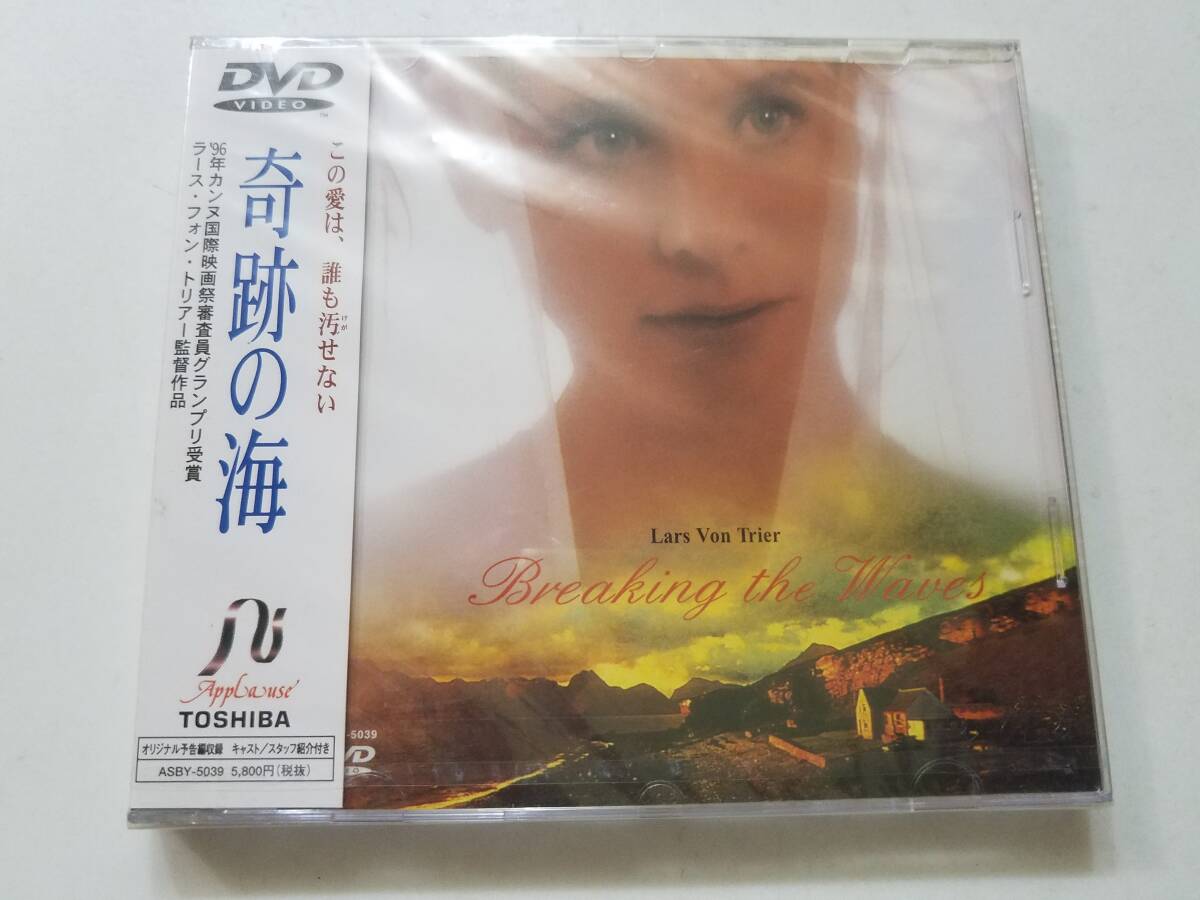 DVD
VIDEO
TM
この愛は、誰も汚せない
けが
奇跡の海
'96年カンヌ国際映画祭審査員グランプリ受賞
ラース・フォン・トリアー監督作品
Applause
TOSHIBA
オリジナル予告編収録 キャスト/スタッフ紹介付き
ASBY-5039 5,800円(税抜)
Lars Von Trier
Breaking the Waves
-5039
VD
EO